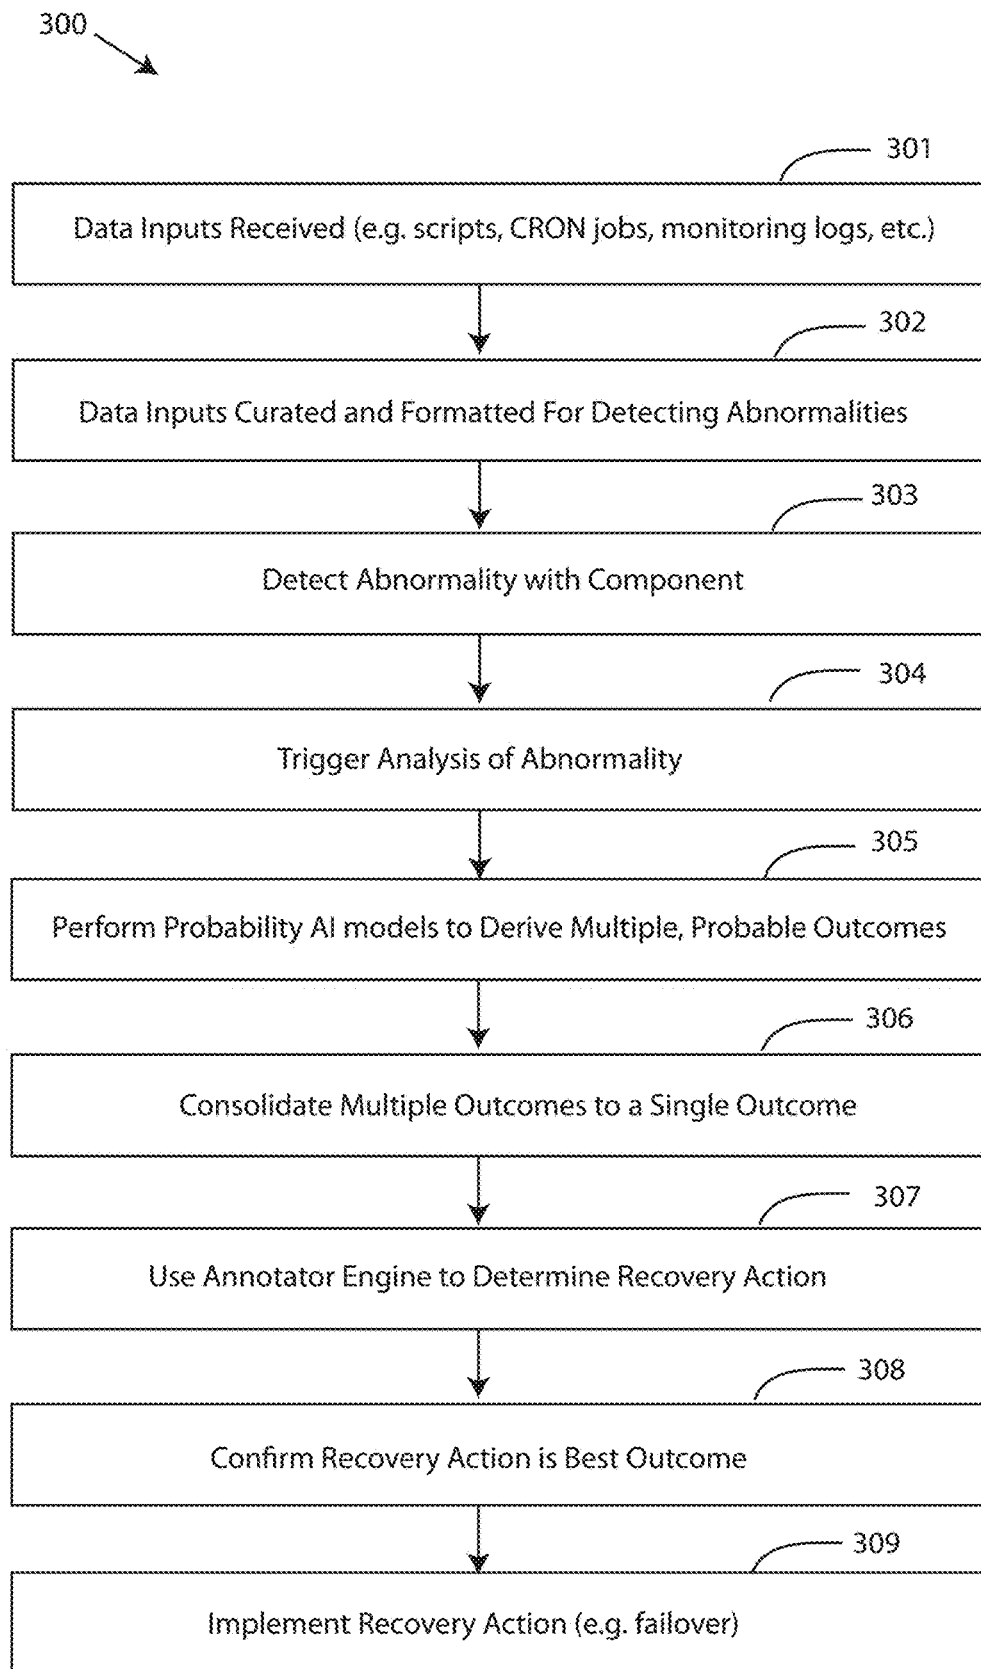 300
301
Data Inputs Received (e.g. scripts, CRON jobs, monitoring logs, etc.)
302
Data Inputs Curated and Formatted For Detecting Abnormalities
303
Detect Abnormality with Component
304
Trigger Analysis of Abnormality
305
Perform Probability AI models to Derive Multiple, Probable Outcomes
306
Consolidate Multiple Outcomes to a Single Outcome
307
Use Annotator Engine to Determine Recovery Action
308
Confirm Recovery Action is Best Outcome
309
Implement Recovery Action (e.g. failover)